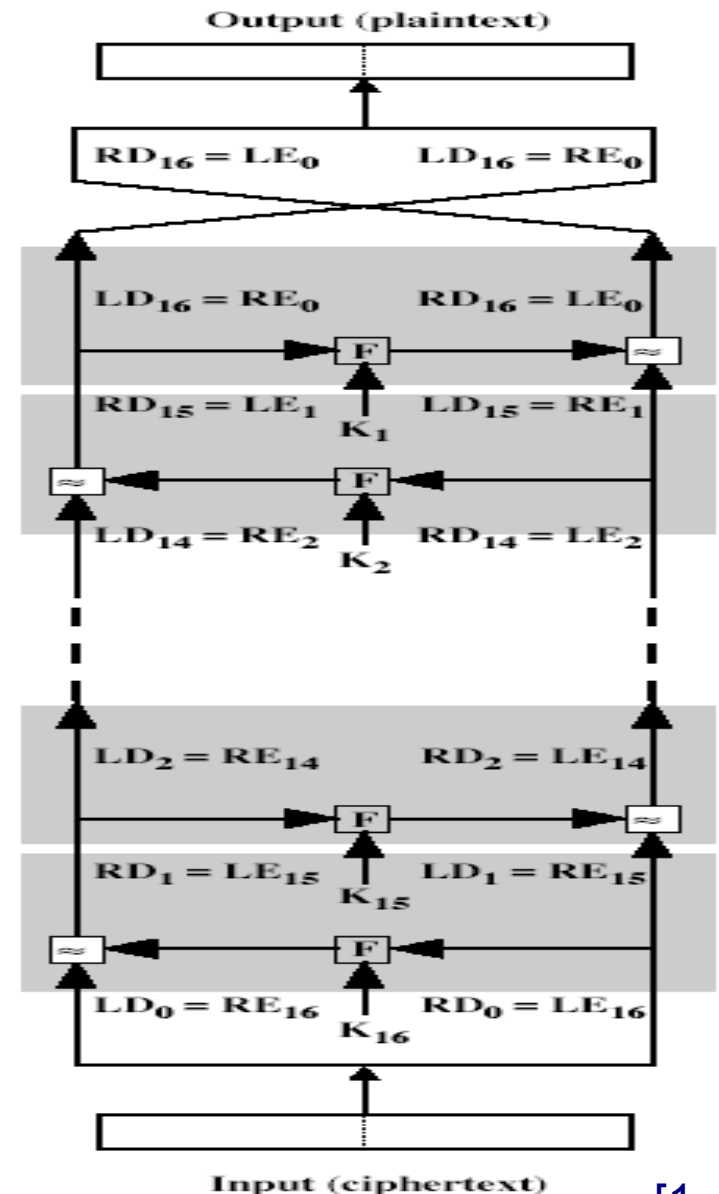 Output (plaintext)
RD₁₆ = LE₀ LD₁₆ = RE₀
LD₁₆ = RE₀ RD₁₆ = LE₀
F ≈
RD₁₅ = LE₁ LD₁₅ = RE₁
K₁
≈ F
LD₁₄ = RE₂ RD₁₄ = LE₂
K₂
LD₂ = RE₁₄ RD₂ = LE₁₄
F ≈
RD₁ = LE₁₅ LD₁ = RE₁₅
K₁₅
≈ F
LD₀ = RE₁₆ RD₀ = LE₁₆
K₁₆
Input (ciphertext)